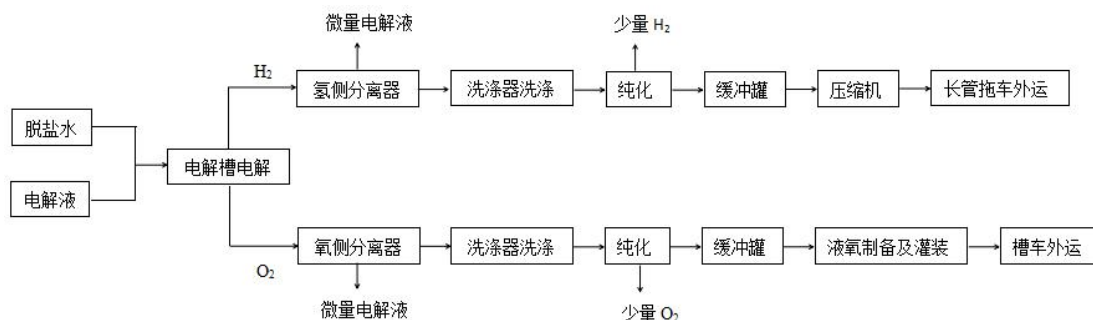 微量电解液
少量 H₂
H₂
氢侧分离器
洗涤器洗涤
纯化
缓冲罐
压缩机
长管拖车外运
脱盐水
电解槽电解
电解液
氧侧分离器
洗涤器洗涤
纯化
缓冲罐
液氧制备及灌装
槽车外运
O₂
微量电解液
少量 O₂